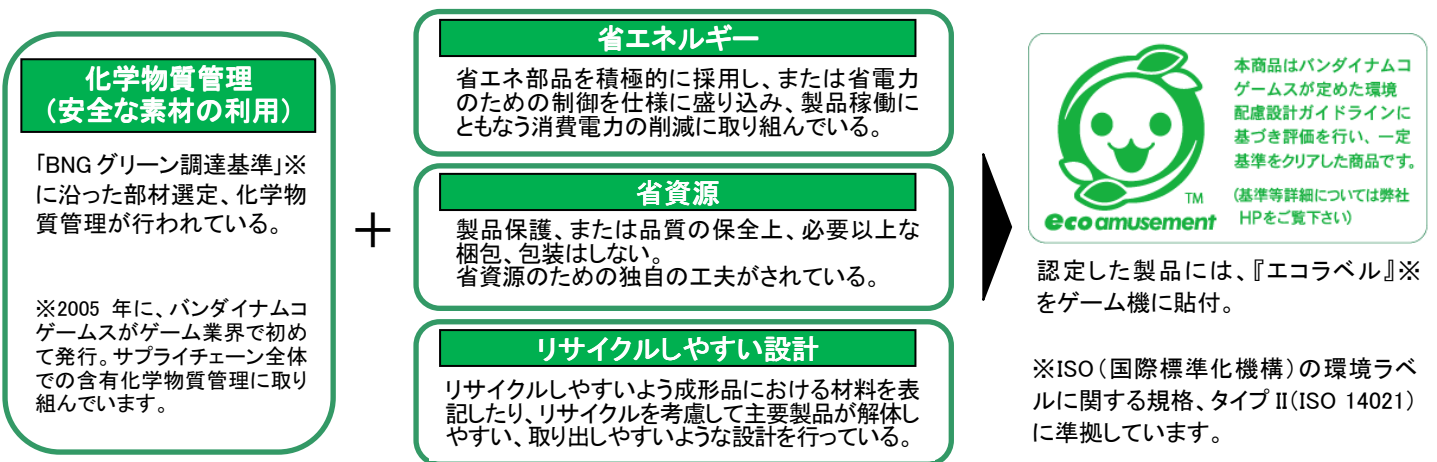 化学物質管理
（安全な素材の利用）
「BNGグリーン調達基準」※
に沿った部材選定、化学物
質管理が行われている。
※2005 年に、バンダイナムコ
ゲームスがゲーム業界で初め
て発行。サプライチェーン全体
での含有化学物質管理に取り
組んでいます。
＋
省エネルギー
省エネ部品を積極的に採用し、または省電力
のための制御を仕様に盛り込み、製品稼働に
ともなう消費電力の削減に取り組んでいる。
省資源
製品保護、または品質の保全上、必要以上な
梱包、包装はしない。
省資源のための独自の工夫がされている。
リサイクルしやすい設計
リサイクルしやすいよう成形品における材料を表
記したり、リサイクルを考慮して主要製品が解体し
やすい、取り出しやすいような設計を行っている。
TM
eco amusement
本商品はバンダイナムコ
ゲームスが定めた環境
配慮設計ガイドラインに
基づき評価を行い、一定
基準をクリアした商品です。
（基準等詳細については弊社
HPをご覧下さい）
認定した製品には、『エコラベル』※
をゲーム機に貼付。
※ISO（国際標準化機構）の環境ラベ
ルに関する規格、タイプ II（ISO 14021）
に準拠しています。